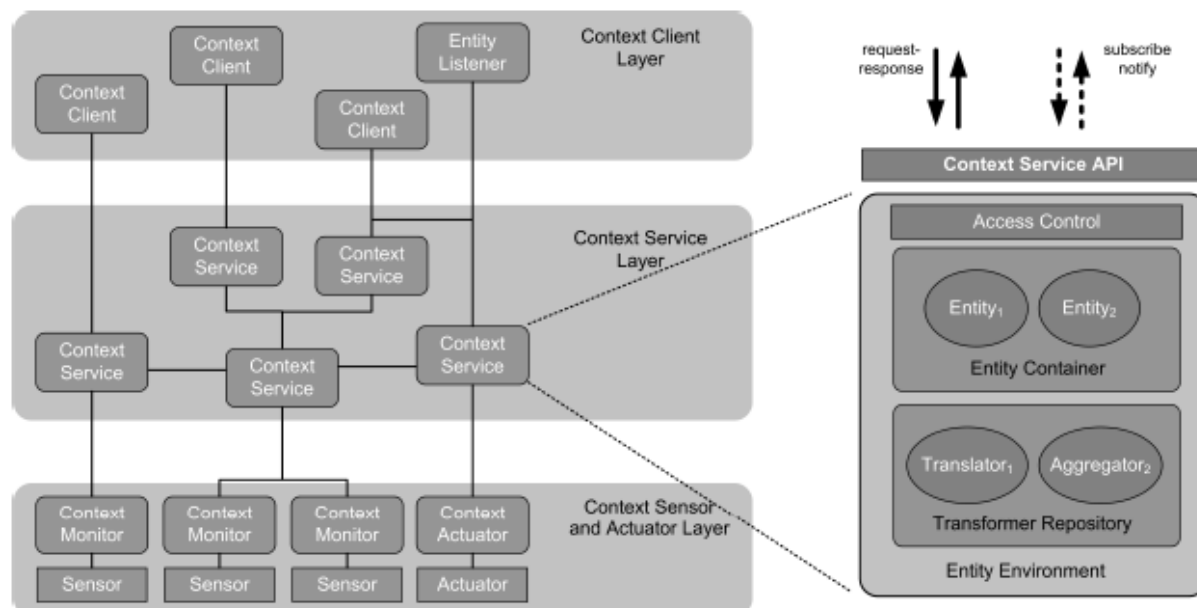 Context
Client
Entity
Listener
Context Client
Layer
Context
Client
Context
Client
Context
Service
Context
Service
Context Service
Layer
Context
Service
Context
Service
Context
Service
Context
Monitor
Context
Monitor
Context
Monitor
Context
Actuator
Context Sensor
and Actuator Layer
Sensor
Sensor
Sensor
Actuator
request-
response
subscribe
notify
Context Service API
Access Control
Entity₁
Entity₂
Entity Container
Translator₁
Aggregator₂
Transformer Repository
Entity Environment